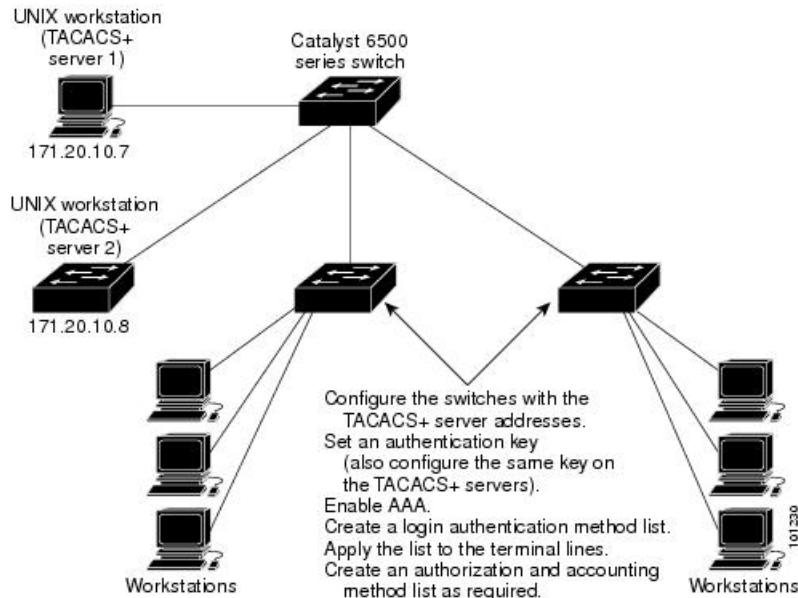 UNIX workstation
(TACACS+
server 1)
171.20.10.7
Catalyst 6500
series switch
UNIX workstation
(TACACS+
server 2)
171.20.10.8
Configure the switches with the
TACACS+ server addresses.
Set an authentication key
(also configure the same key on
the TACACS+ servers).
Enable AAA.
Create a login authentication method list.
Apply the list to the terminal lines.
Create an authorization and accounting
method list as required.
Workstations
Workstations
101230